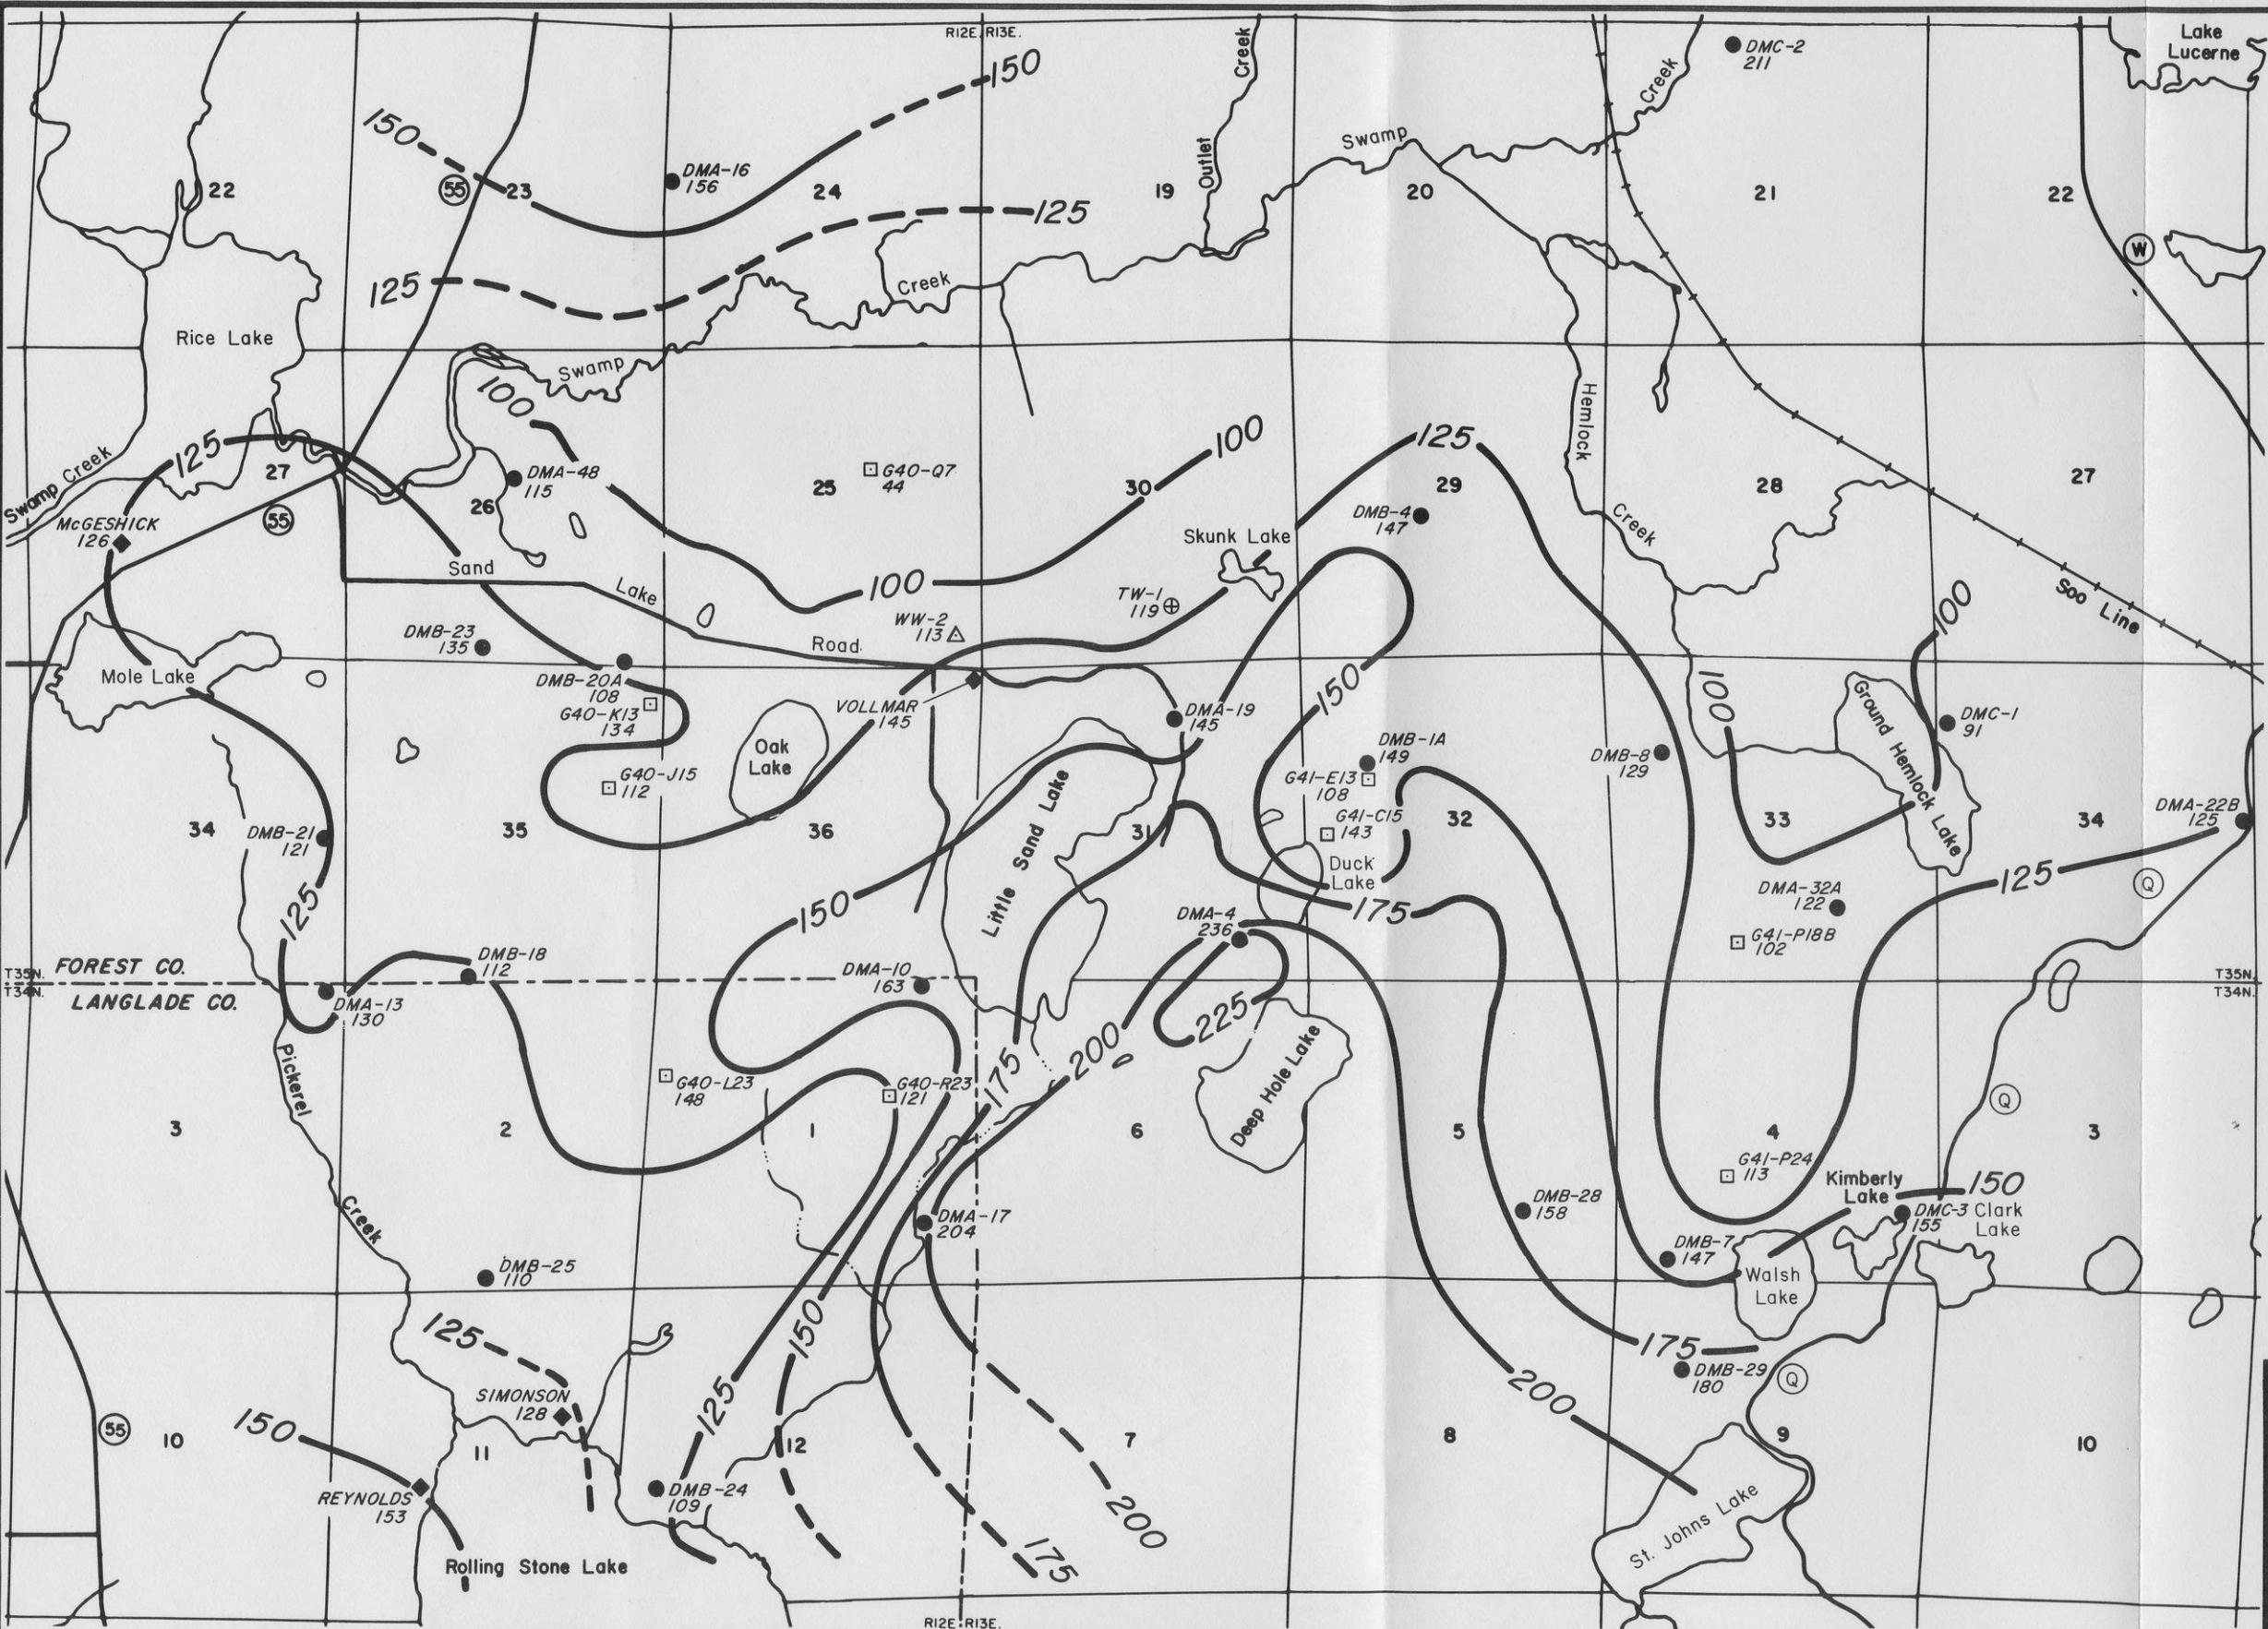 R12E. R13E.
Lake
Lucerne
DMC-2
211
Creek
Creek
150
150
DMA-16
156
Swamp
Outlet
22
55
23
24
19
20
21
22
125
W
125
Creek
Rice Lake
Swamp
100
Hemlock
125
100
125
27
DMA-48
115
G40-Q7
44
26
25
30
29
28
27
Swamp Creek
McGESHICK
126
55
DMB-4
147
Creek
Skunk Lake
Sand
Lake
100
TW-1
119
WW-2
113
Soo Line
100
DMB-23
135
Road
Mole Lake
DMB-20A
108
G40-K13
134
VOLLMAR
145
DMA-19
145
150
100
Ground Hemlock Lake
DMC-1
91
Oak
Lake
DMB-1A
149
DMB-8
129
G40-J15
112
G41-E13
108
G41-C15
143
DMA-22B
125
34
DMB-21
121
35
36
Little Sand Lake
31
32
33
34
Duck
Lake
125
125
DMA-32A
122
Q
150
175
DMA-4
236
G41-P18B
102
DMB-18
112
T35N.
FOREST CO.
T34N.
LANGLADE CO.
DMA-10
163
T35N.
T34N.
DMA-13
130
225
200
175
Deep Hole Lake
Pickerel
G40-L23
148
G40-R23
121
Q
3
2
1
6
5
4
3
G41-P24
113
Kimberly
Lake
150
Creek
DMA-17
204
DMB-28
158
DMC-3
155
Clark
Lake
DMB-7
147
DMB-25
110
Walsh
Lake
125
150
175
DMB-29
180
Q
SIMONSON
128
125
200
150
55
10
11
12
7
8
9
10
REYNOLDS
153
DMB-24
109
200
St. Johns Lake
175
Rolling Stone Lake
R12E. R13E.